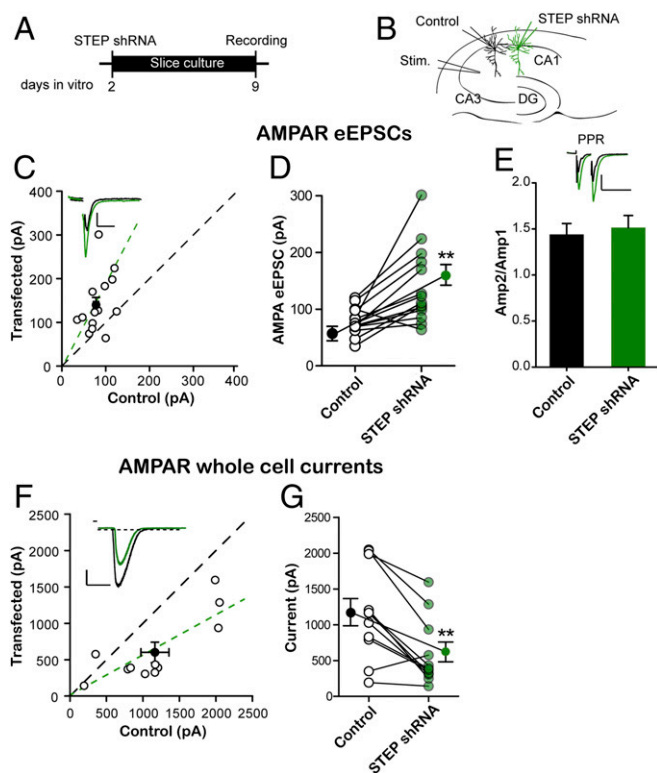 A
STEP shRNA
Recording
Slice culture
days in vitro
2
9
B
Control
STEP shRNA
Stim.
CA1
CA3
DG
AMPAR eEPSCs
C
Transfected (pA)
400
300
200
100
0
0
100
200
300
400
Control (pA)
D
AMPA eEPSC (pA)
300
200
100
0
**
Control
STEP shRNA
E
PPR
Amp2/Amp1
2.0
1.5
1.0
0.5
0.0
Control
STEP shRNA
AMPAR whole cell currents
F
Transfected (pA)
2500
2000
1500
1000
500
0
0
500
1000
1500
2000
2500
Control (pA)
G
Current (pA)
2500
2000
1500
1000
500
0
**
Control
STEP shRNA